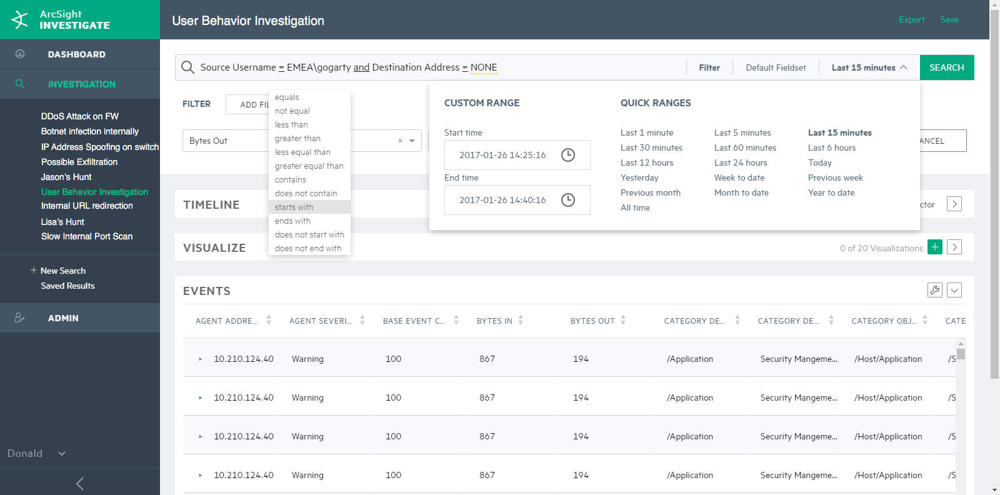 ArcSight
INVESTIGATE
User Behavior Investigation
Export Save
DASHBOARD
INVESTIGATION
DDoS Attack on FW
Botnet infection internally
IP Address Spoofing on switch
Possible Exfiltration
Jason's Hunt
User Behavior Investigation
Internal URL redirection
Lisa's Hunt
Slow Internal Port Scan
+ New Search
Saved Results
ADMIN
Donald
Source Username = EMEA\gogarty and Destination Address = NONE
Filter Default Fieldset Last 15 minutes SEARCH
FILTER ADD FIL
Bytes Out ×
ANCEL
equals
not equal
less than
greater than
less equal than
greater equal than
contains
does not contain
starts with
ends with
does not start with
does not end with
CUSTOM RANGE
Start time
2017-01-26 14:25:16
End time
2017-01-26 14:40:16
QUICK RANGES
Last 1 minute Last 5 minutes Last 15 minutes
Last 30 minutes Last 60 minutes Last 6 hours
Last 12 hours Last 24 hours Today
Yesterday Week to date Previous week
Previous month Month to date Year to date
All time
TIMELINE ctor
VISUALIZE 0 of 20 Visualizations +
EVENTS
AGENT ADDRE... AGENT SEVERI... BASE EVENT C... BYTES IN BYTES OUT CATEGORY DE... CATEGORY DE... CATEGORY OBJ... CATE
10.210.124.40 Warning 100 867 194 /Application Security Mangeme... /Host/Application /S
10.210.124.40 Warning 100 867 194 /Application Security Mangeme... /Host/Application /S
10.210.124.40 Warning 100 867 194 /Application Security Mangeme... /Host/Application /S
10.210.124.40 Warning 100 867 194 /Application Security Mangeme... /Host/Application /S